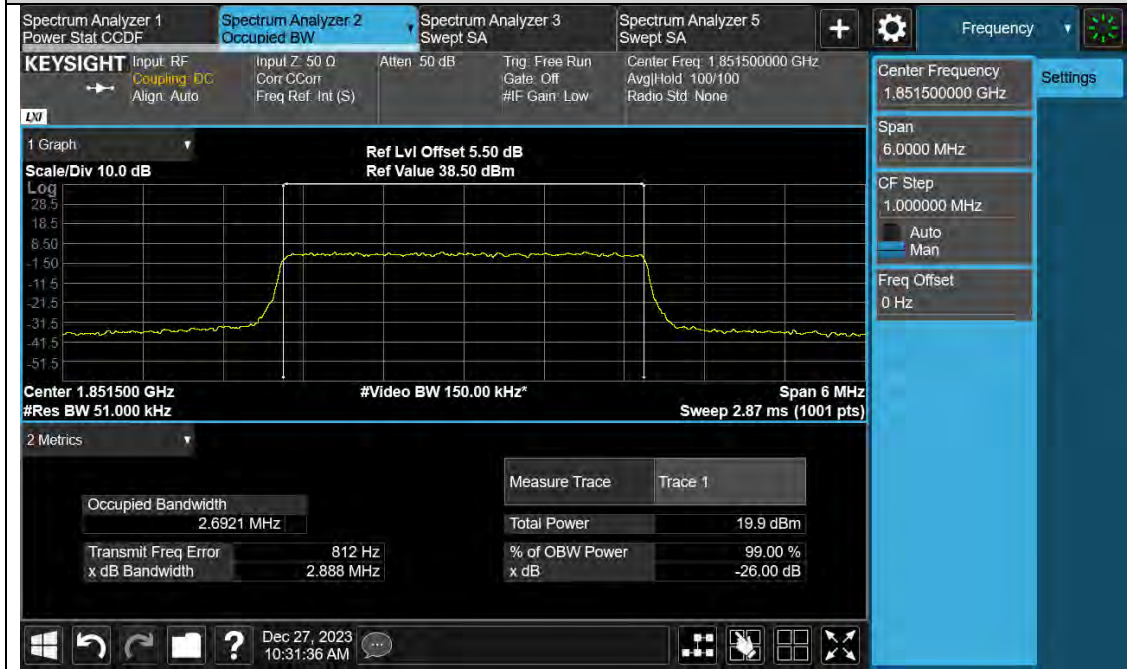 Spectrum Analyzer 1
Power Stat CCDF
Spectrum Analyzer 2
Occupied BW
Spectrum Analyzer 3
Swept SA
Spectrum Analyzer 5
Swept SA
+
Frequency
KEYSIGHT
Input: RF
Coupling: DC
Align: Auto
Input Z: 50 Ω
Corr CCorr
Freq Ref: Int (S)
Atten: 50 dB
Trig: Free Run
Gate: Off
#IF Gain: Low
Center Freq: 1.851500000 GHz
Avg|Hold: 100/100
Radio Std: None
LXI
Center Frequency
1.851500000 GHz
Settings
Span
6.0000 MHz
CF Step
1.000000 MHz
Auto
Man
Freq Offset
0 Hz
1 Graph
Scale/Div 10.0 dB
Ref Lvl Offset 5.50 dB
Ref Value 38.50 dBm
Log
28.5
18.5
8.50
-1.50
-11.5
-21.5
-31.5
-41.5
-51.5
Center 1.851500 GHz
#Video BW 150.00 kHz*
Span 6 MHz
#Res BW 51.000 kHz
Sweep 2.87 ms (1001 pts)
2 Metrics
Measure Trace
Trace 1
Occupied Bandwidth
2.6921 MHz
Total Power
19.9 dBm
Transmit Freq Error
812 Hz
% of OBW Power
99.00 %
x dB Bandwidth
2.888 MHz
x dB
-26.00 dB
?
Dec 27, 2023
10:31:36 AM